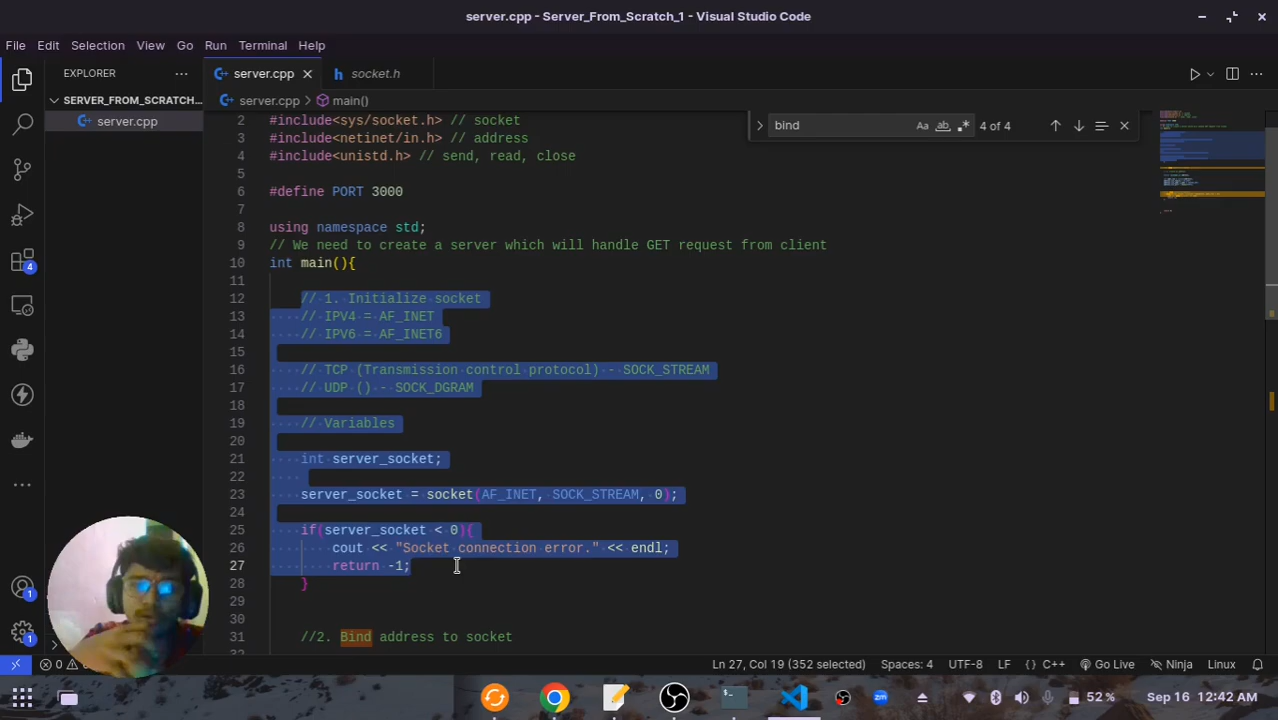 server.cpp - Server_From_Scratch_1 - Visual Studio Code
File Edit Selection View Go Run Terminal Help
EXPLORER
server.cpp
socket.h
SERVER_FROM_SCRATCH...
server.cpp
server.cpp > main()
bind
Aa ab .* 4 of 4
2 #include<sys/socket.h> // socket
3 #include<netinet/in.h> // address
4 #include<unistd.h> // send, read, close
5
6 #define PORT 3000
7
8 using namespace std;
9 // We need to create a server which will handle GET request from client
10 int main(){
11
12 // 1. Initialize socket
13 // IPV4 = AF_INET
14 // IPV6 = AF_INET6
15
16 // TCP (Transmission control protocol) - SOCK_STREAM
17 // UDP () - SOCK_DGRAM
18
19 // Variables
20
21 int server_socket;
22
23 server_socket = socket(AF_INET, SOCK_STREAM, 0);
24
25 if(server_socket < 0){
26 cout << "Socket connection error." << endl;
27 return -1;
28 }
29
30
31 //2. Bind address to socket
4
1
1
0
Ln 27, Col 19 (352 selected) Spaces: 4 UTF-8 LF {} C++ Go Live Ninja Linux
zm
52 % Sep 16 12:42 AM